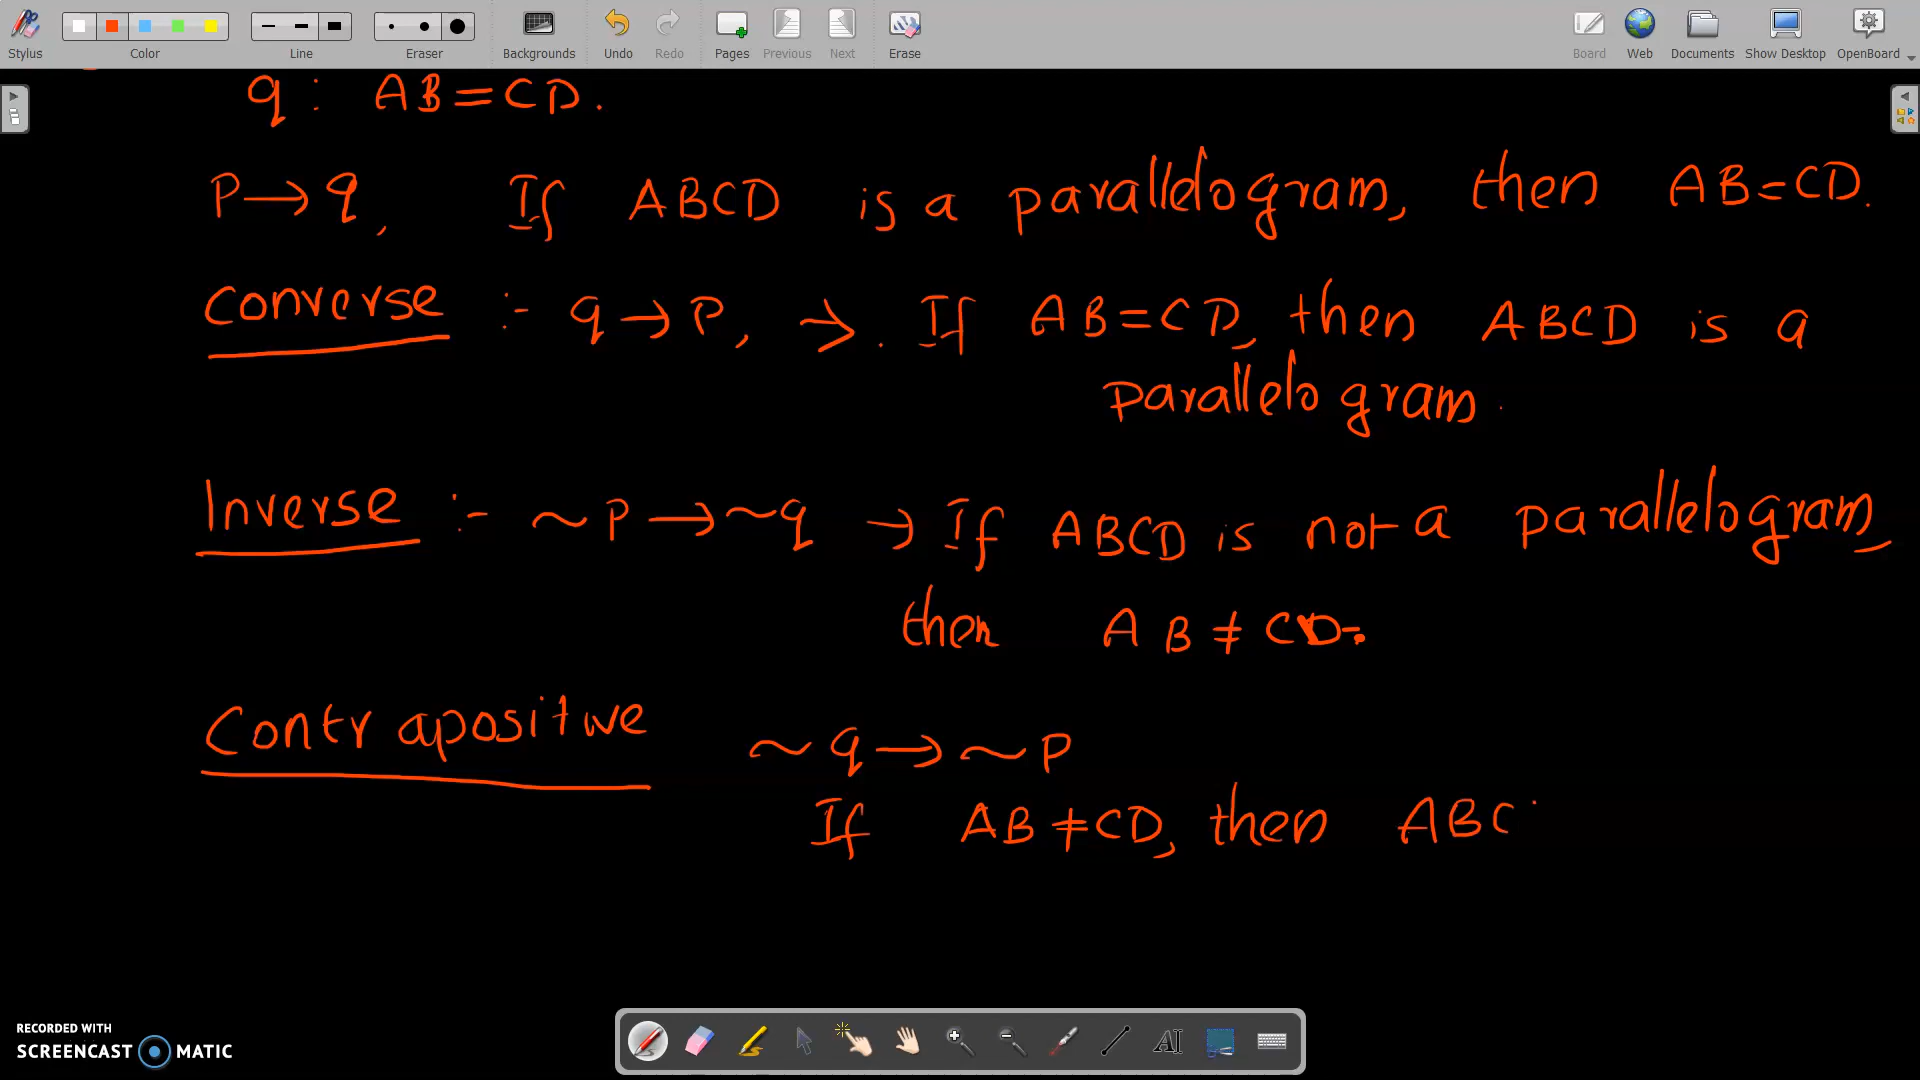 Stylus Color Line Eraser Backgrounds Undo Redo Pages Previous Next Erase Board Web Documents Show Desktop OpenBoard
q : AB = CD.
P → q, If ABCD is a parallelogram, then AB = CD.
Converse :- q → P, →. If AB = CD, then ABCD is a
parallelogram.
Inverse :- ~P → ~q → If ABCD is not a parallelogram,
then AB ≠ CD.
Contrapositive ~q → ~P
If AB ≠ CD, then ABC
RECORDED WITH
SCREENCAST MATIC